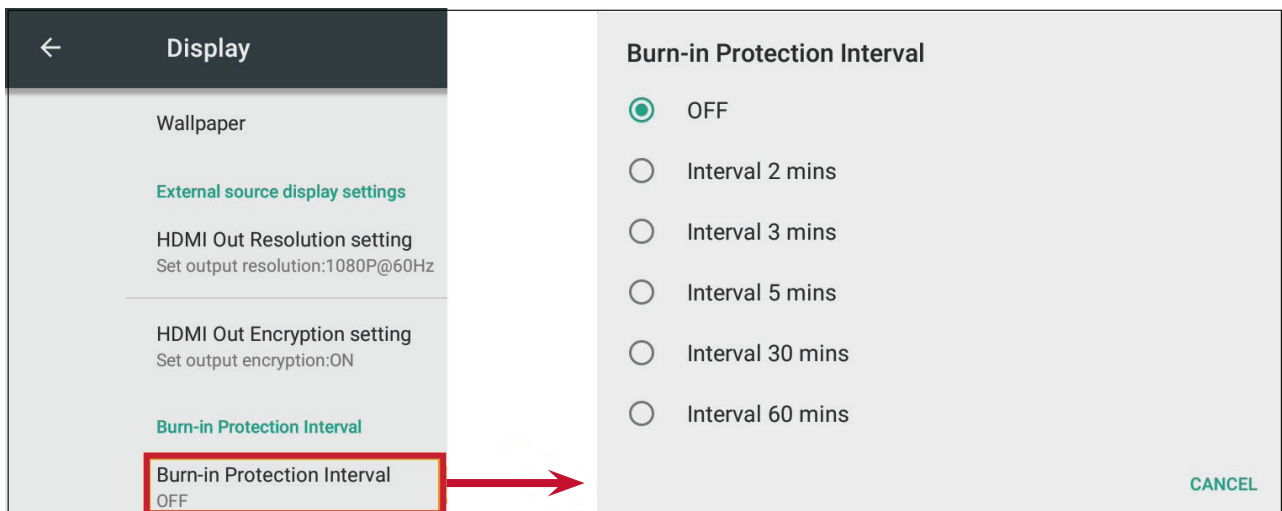 Display
Wallpaper
External source display settings
HDMI Out Resolution setting
Set output resolution:1080P@60Hz
HDMI Out Encryption setting
Set output encryption:ON
Burn-in Protection Interval
Burn-in Protection Interval
OFF
Burn-in Protection Interval
OFF
Interval 2 mins
Interval 3 mins
Interval 5 mins
Interval 30 mins
Interval 60 mins
CANCEL